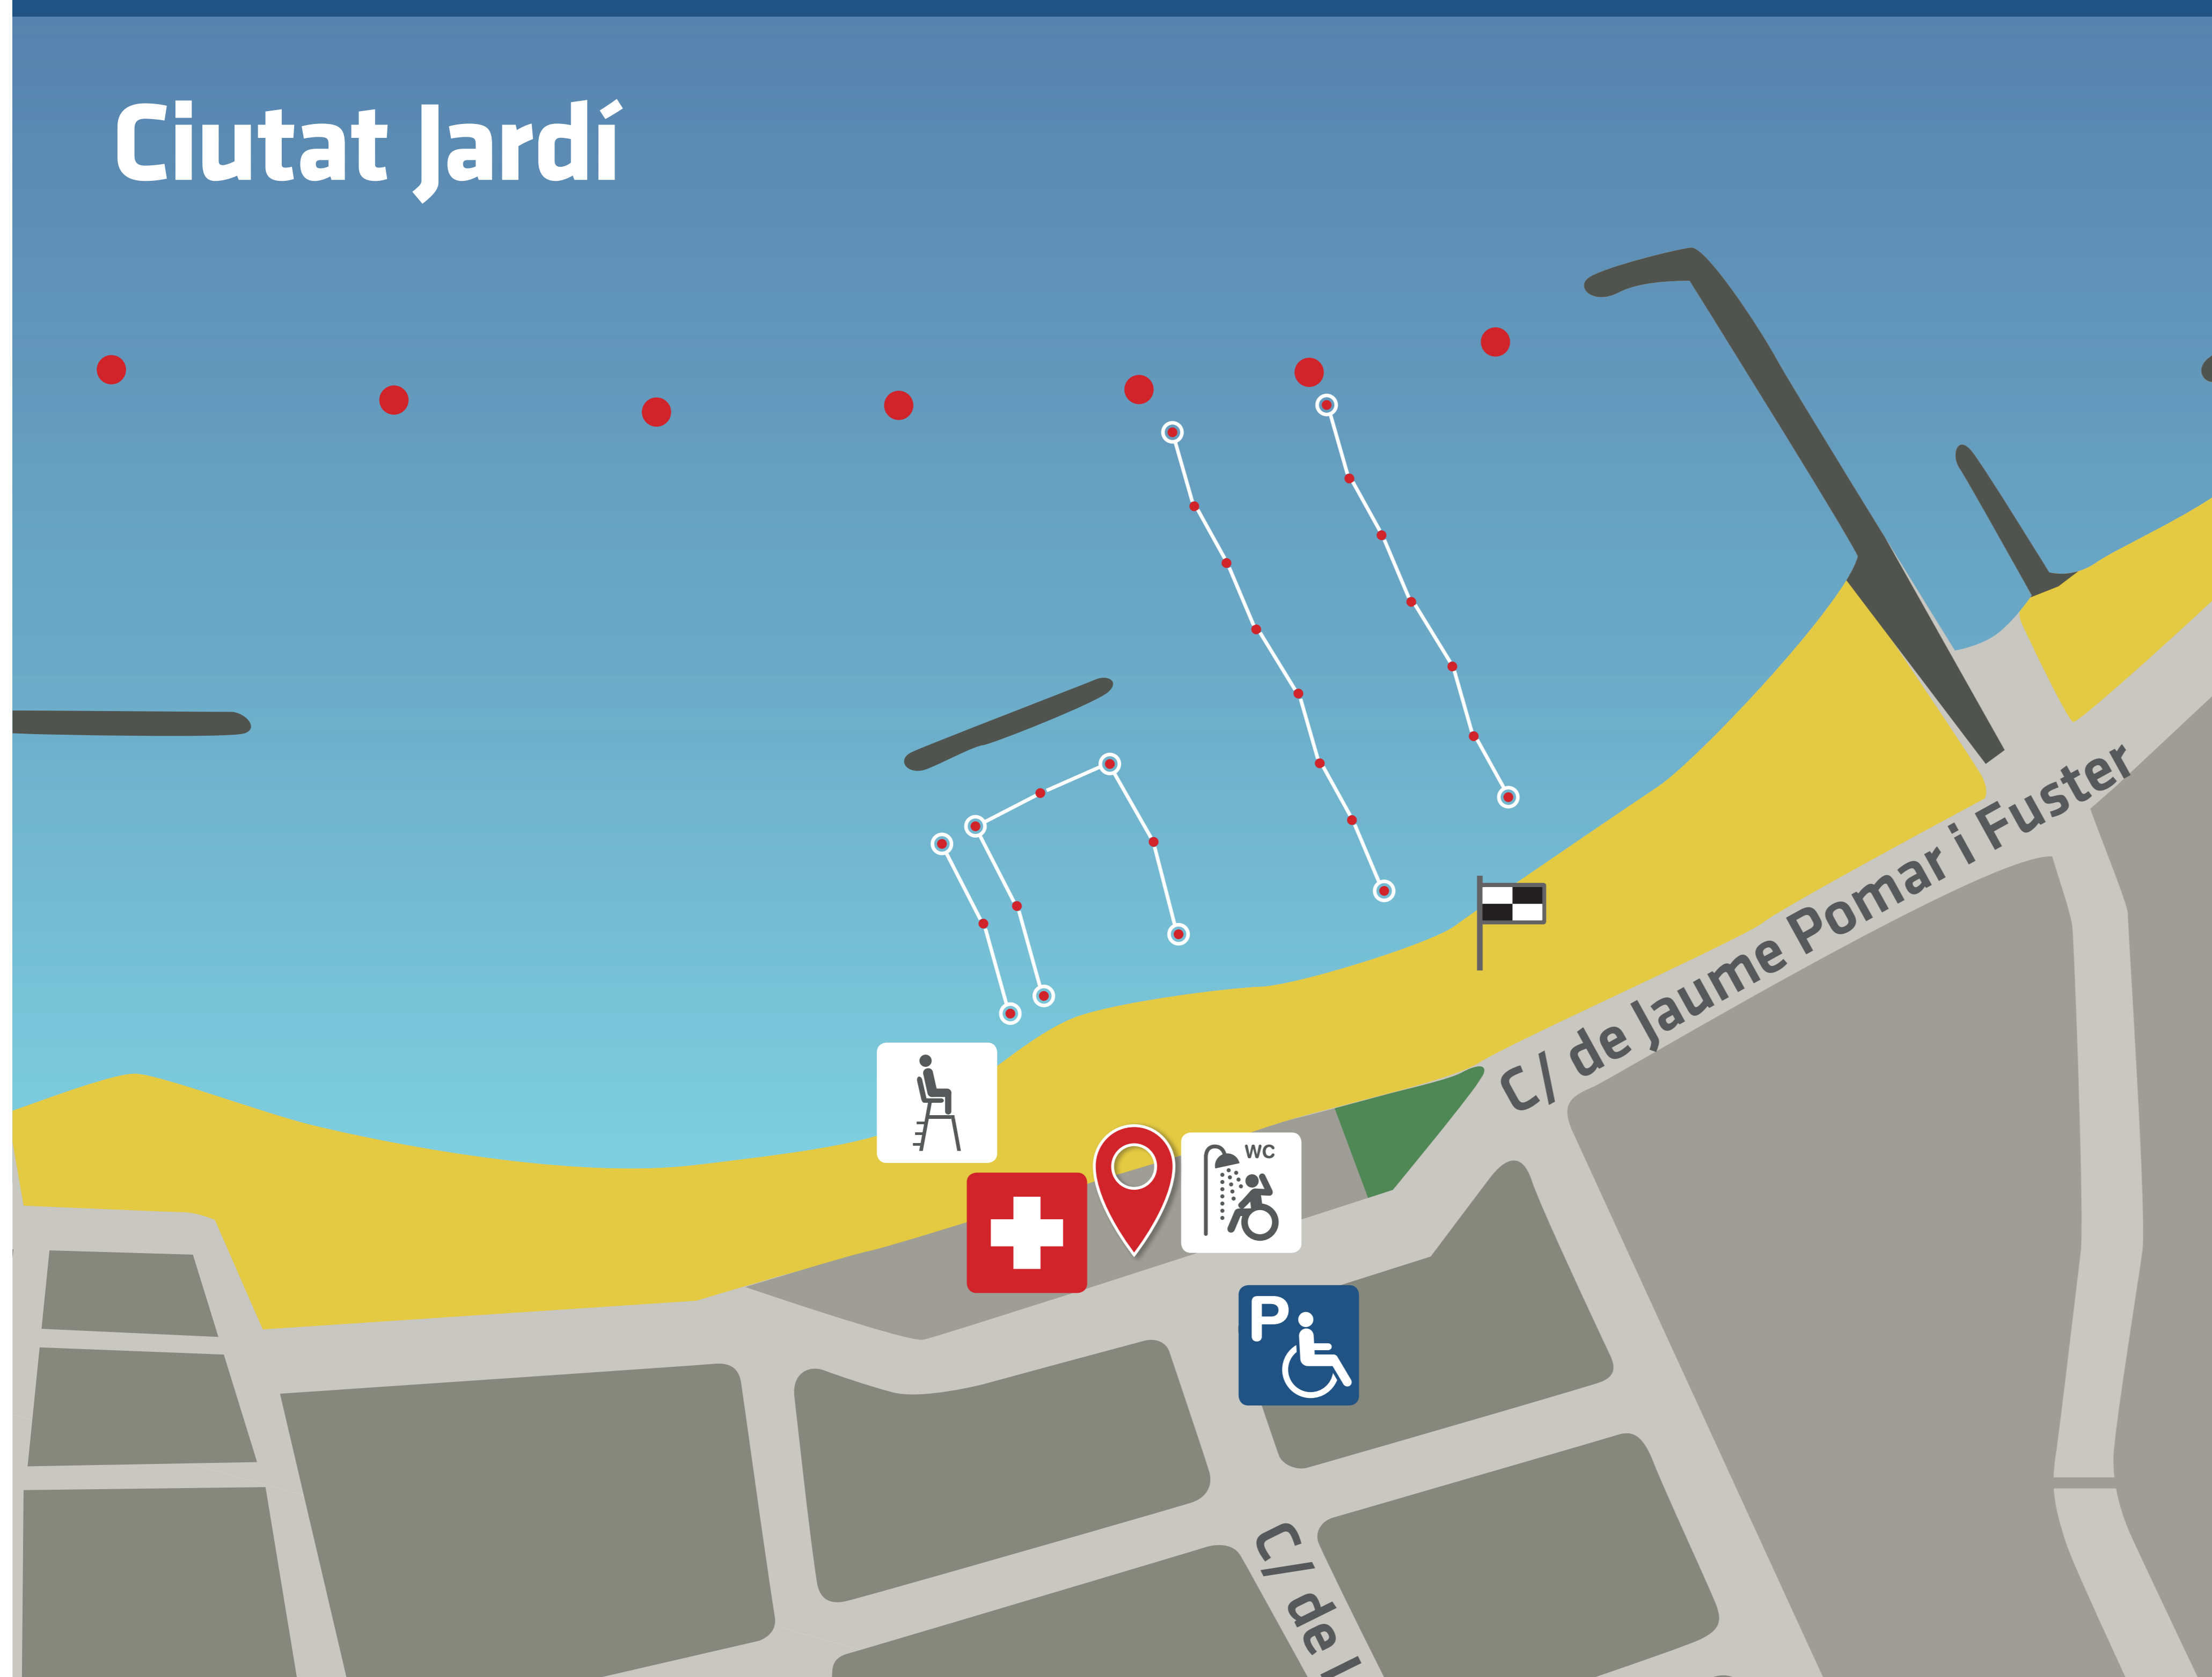 Ciutat Jardí
C/ de Jaume Pomar i Fuster
WC
P
C/ de